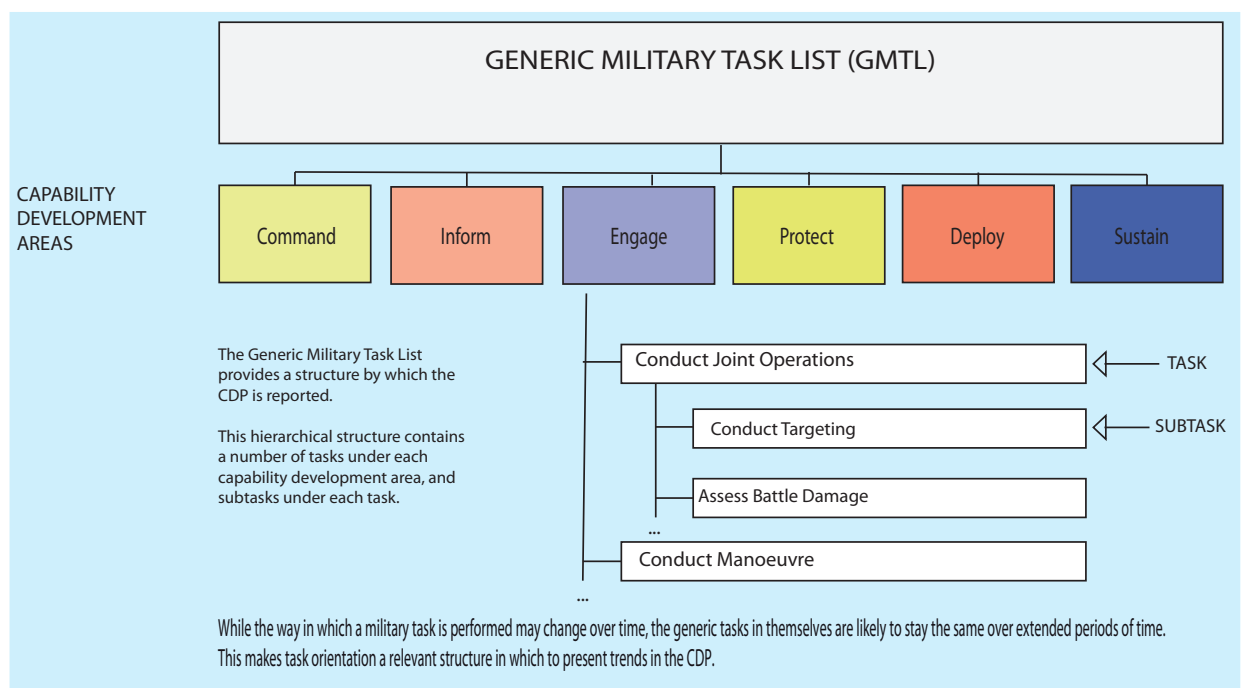 GENERIC MILITARY TASK LIST (GMTL)
CAPABILITY
DEVELOPMENT
AREAS
Command
Inform
Engage
Protect
Deploy
Sustain
The Generic Military Task List
provides a structure by which the
CDP is reported.
This hierarchical structure contains
a number of tasks under each
capability development area, and
subtasks under each task.
Conduct Joint Operations
TASK
Conduct Targeting
SUBTASK
Assess Battle Damage
...
Conduct Manoeuvre
...
While the way in which a military task is performed may change over time, the generic tasks in themselves are likely to stay the same over extended periods of time.
This makes task orientation a relevant structure in which to present trends in the CDP.